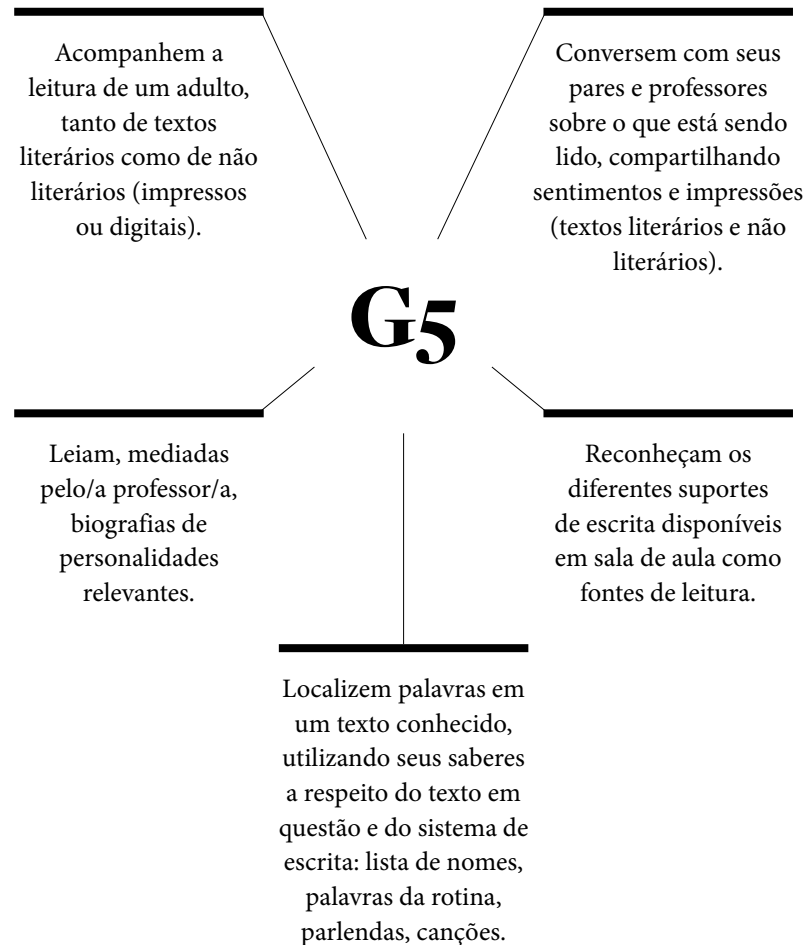 Acompanhem a
leitura de um adulto,
tanto de textos
literários como de não
literários (impressos
ou digitais).
Conversem com seus
pares e professores
sobre o que está sendo
lido, compartilhando
sentimentos e impressões
(textos literários e não
literários).
G5
Leiam, mediadas
pelo/a professor/a,
biografias de
personalidades
relevantes.
Reconheçam os
diferentes suportes
de escrita disponíveis
em sala de aula como
fontes de leitura.
Localizem palavras em
um texto conhecido,
utilizando seus saberes
a respeito do texto em
questão e do sistema de
escrita: lista de nomes,
palavras da rotina,
parlendas, canções.